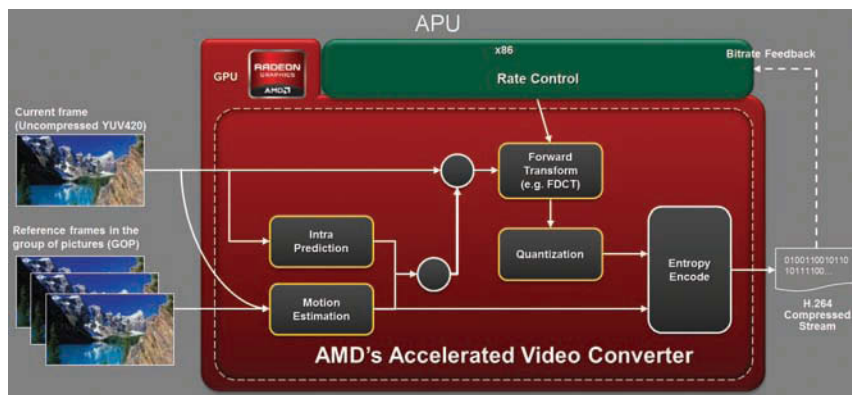 APU
x86
Bitrate Feedback
GPU
RADEON
GRAPHICS
AMD
Rate Control
Current frame
(Uncompressed YUV420)
Forward
Transform
(e.g. FDCT)
Reference frames in the
group of pictures (GOP)
Intra
Prediction
Quantization
Entropy
Encode
0100110010110
10111100...
Motion
Estimation
H.264
Compressed
Stream
AMD's Accelerated Video Converter